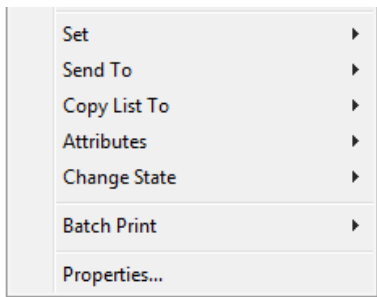 Set
Send To
Copy List To
Attributes
Change State
Batch Print
Properties...